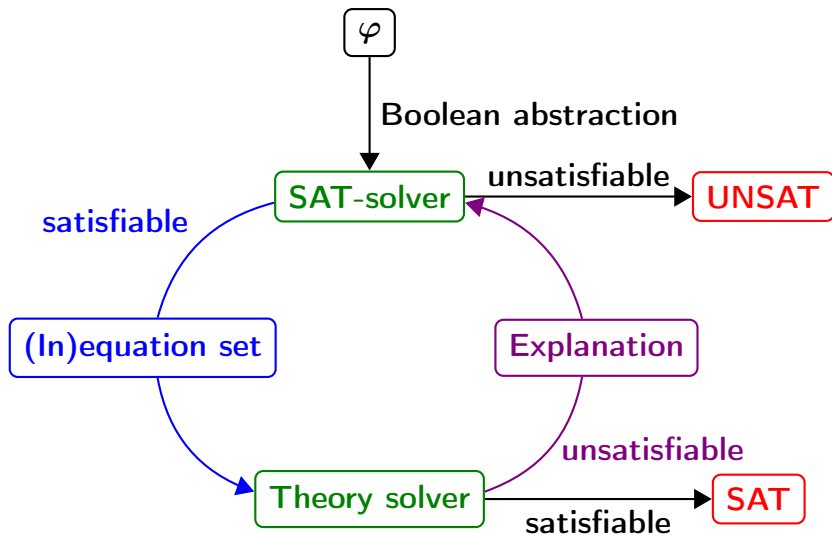 φ
Boolean abstraction
SAT-solver
unsatisfiable
UNSAT
satisfiable
(In)equation set
Explanation
unsatisfiable
Theory solver
satisfiable
SAT